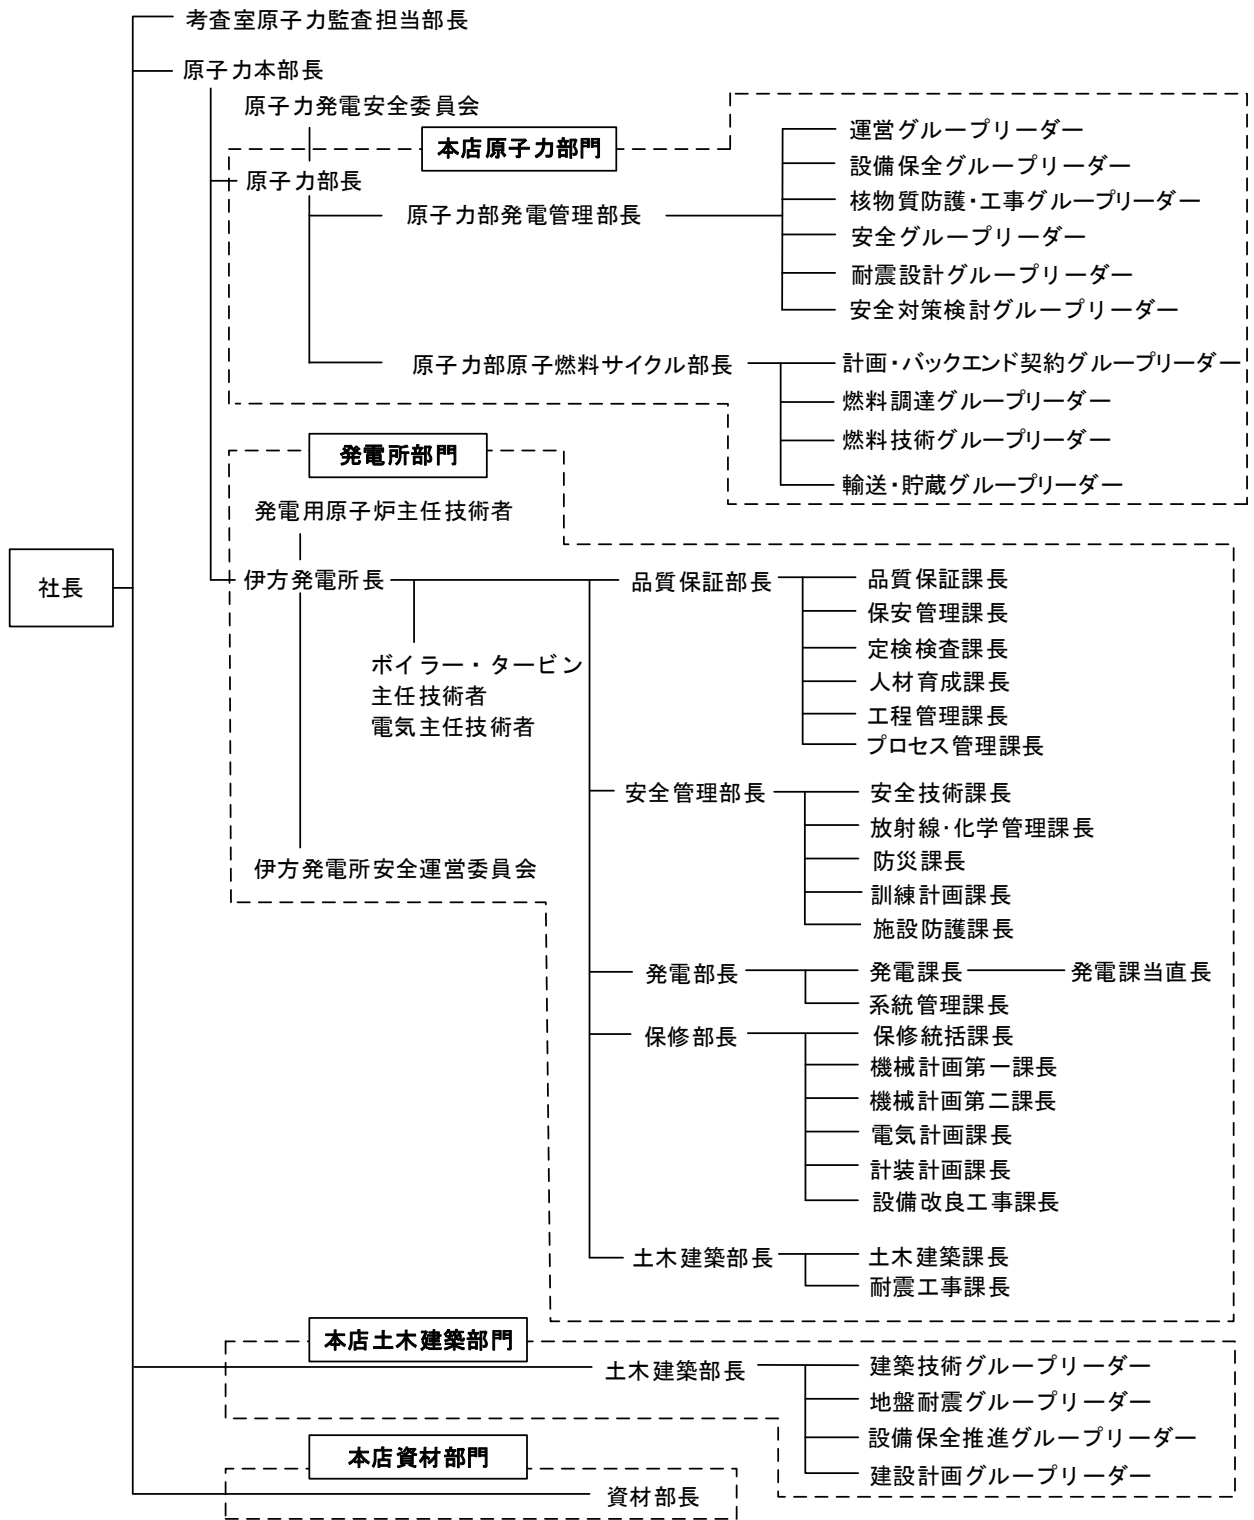 考査室原子力監査担当部長
原子力本部長
原子力発電安全委員会
本店原子力部門
原子力部長
原子力部発電管理部長
運営グループリーダー
設備保全グループリーダー
核物質防護・工事グループリーダー
安全グループリーダー
耐震設計グループリーダー
安全対策検討グループリーダー
原子力部原子燃料サイクル部長
計画・バックエンド契約グループリーダー
燃料調達グループリーダー
燃料技術グループリーダー
輸送・貯蔵グループリーダー
発電所部門
発電用原子炉主任技術者
社長
伊方発電所長
ボイラー・タービン
主任技術者
電気主任技術者
伊方発電所安全運営委員会
品質保証部長
品質保証課長
保安管理課長
定検検査課長
人材育成課長
工程管理課長
プロセス管理課長
安全管理部長
安全技術課長
放射線・化学管理課長
防災課長
訓練計画課長
施設防護課長
発電部長
発電課長
発電課当直長
系統管理課長
保修部長
保修統括課長
機械計画第一課長
機械計画第二課長
電気計画課長
計装計画課長
設備改良工事課長
土木建築部長
土木建築課長
耐震工事課長
本店土木建築部門
土木建築部長
建築技術グループリーダー
地盤耐震グループリーダー
設備保全推進グループリーダー
建設計画グループリーダー
本店資材部門
資材部長